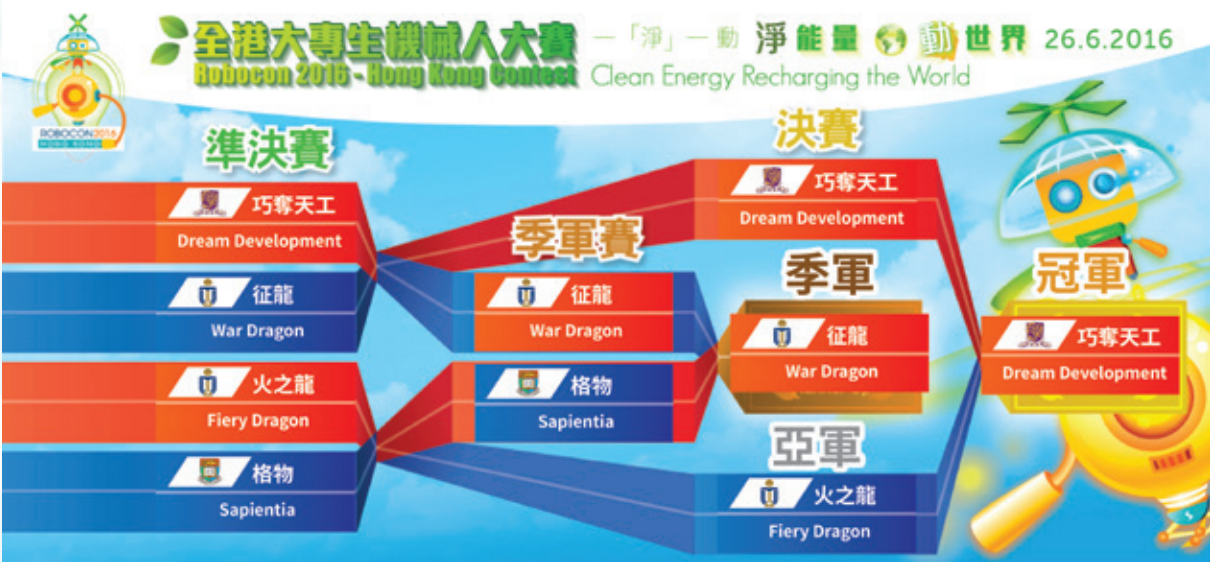 全港大專生機械人大賽
Robocon 2016 - Hong Kong Contest
一「淨」一動 淨能量動世界 26.6.2016
Clean Energy Recharging the World
ROBOCON2016
HONG KONG
準決賽
巧奪天工
Dream Development
征龍
War Dragon
火之龍
Fiery Dragon
格物
Sapientia
季軍賽
征龍
War Dragon
格物
Sapientia
決賽
巧奪天工
Dream Development
季軍
征龍
War Dragon
亞軍
火之龍
Fiery Dragon
冠軍
巧奪天工
Dream Development